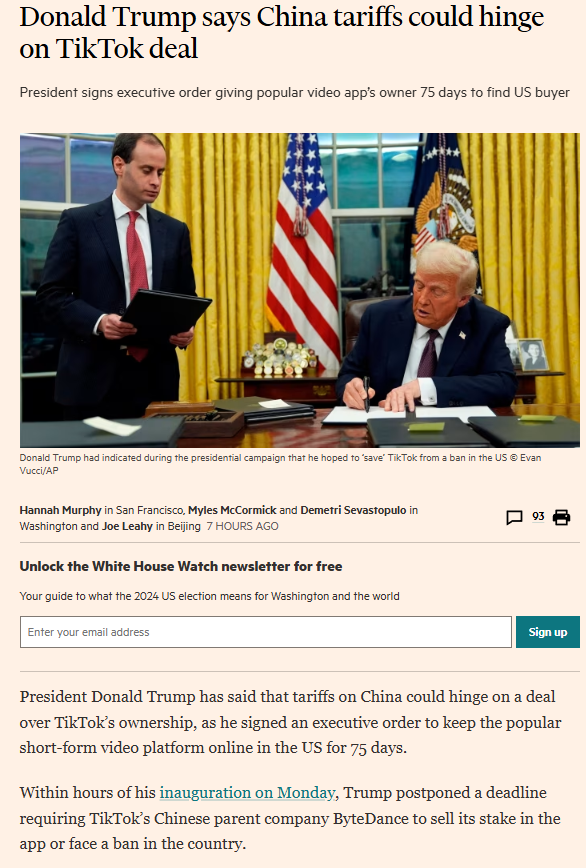 Donald Trump says China tariffs could hinge
on TikTok deal
President signs executive order giving popular video app's owner 75 days to find US buyer
Donald Trump had indicated during the presidential campaign that he hoped to 'save' TikTok from a ban in the US © Evan
Vucci/AP
Hannah Murphy in San Francisco, Myles McCormick and Demetri Sevastopulo in
Washington and Joe Leahy in Beijing 7 HOURS AGO
93
Unlock the White House Watch newsletter for free
Your guide to what the 2024 US election means for Washington and the world
Enter your email address
Sign up
President Donald Trump has said that tariffs on China could hinge on a deal
over TikTok's ownership, as he signed an executive order to keep the popular
short-form video platform online in the US for 75 days.
Within hours of his inauguration on Monday, Trump postponed a deadline
requiring TikTok's Chinese parent company ByteDance to sell its stake in the
app or face a ban in the country.